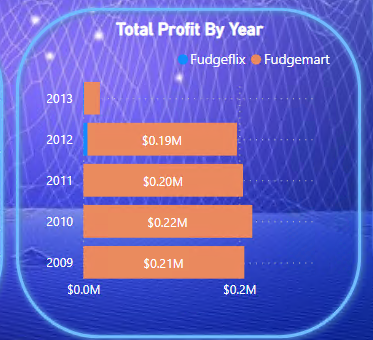 Total Profit By Year
Fudgeflix Fudgemart
2013
2012 $0.19M
2011 $0.20M
2010 $0.22M
2009 $0.21M
$0.0M $0.2M